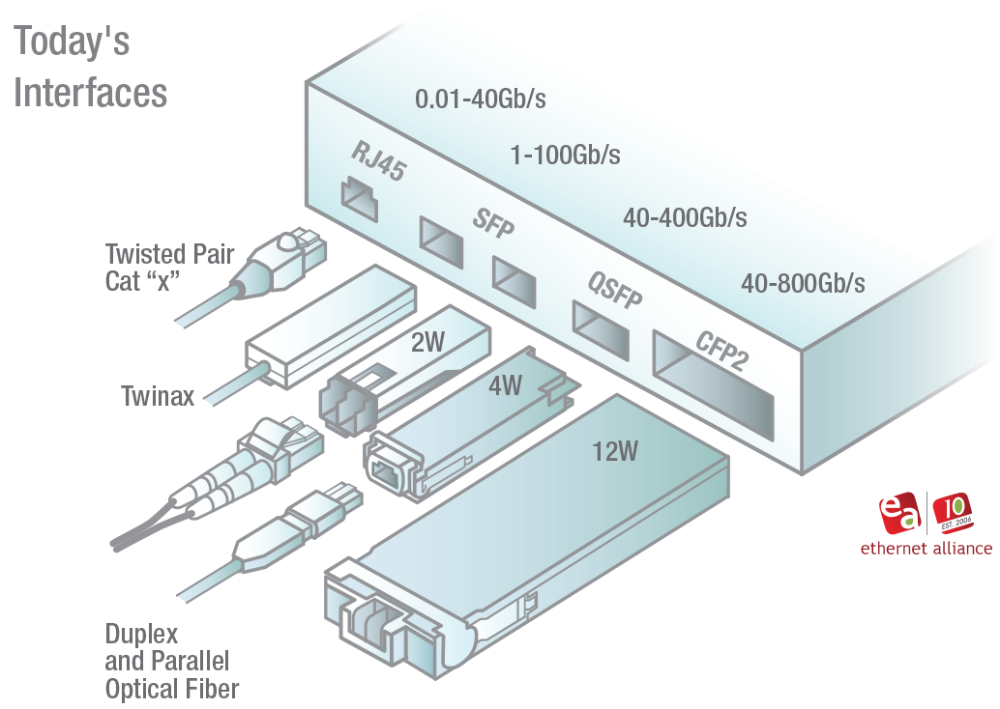 Today's
Interfaces
0.01-40Gb/s
1-100Gb/s
40-400Gb/s
40-800Gb/s
RJ45
SFP
QSFP
CFP2
Twisted Pair
Cat “x”
Twinax
2W
4W
12W
Duplex
and Parallel
Optical Fiber
ea
10
EST. 2006
ethernet alliance